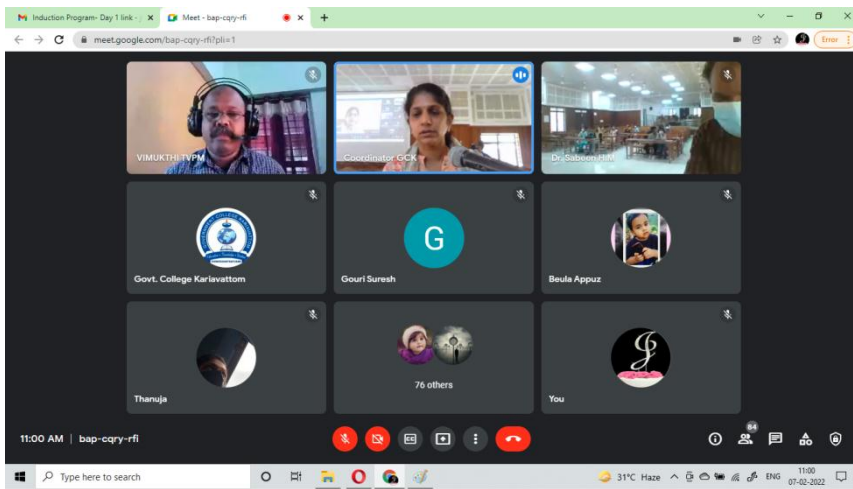 Induction Program- Day 1 link -
Meet - bap-cqry-rfi
meet.google.com/bap-cqry-rfi?pli=1
Error
VIMUKTHI TVPM
Coordinator GCK
Dr. Sabeen H.M
Govt. College Kariavattom
G
Gouri Suresh
Beula Appuz
Thanuja
76 others
You
11:00 AM | bap-cqry-rfi
84
Type here to search
31°C Haze
ENG
11:00
07-02-2022